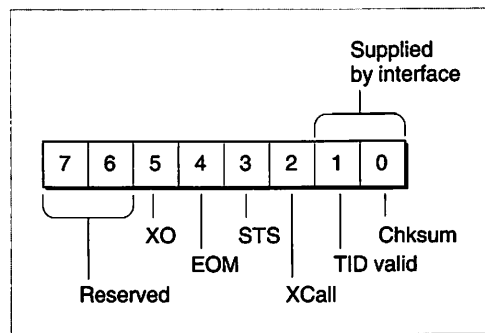 Supplied
by interface
7 6 5 4 3 2 1 0
XO STS Chksum
EOM TID valid
Reserved XCall